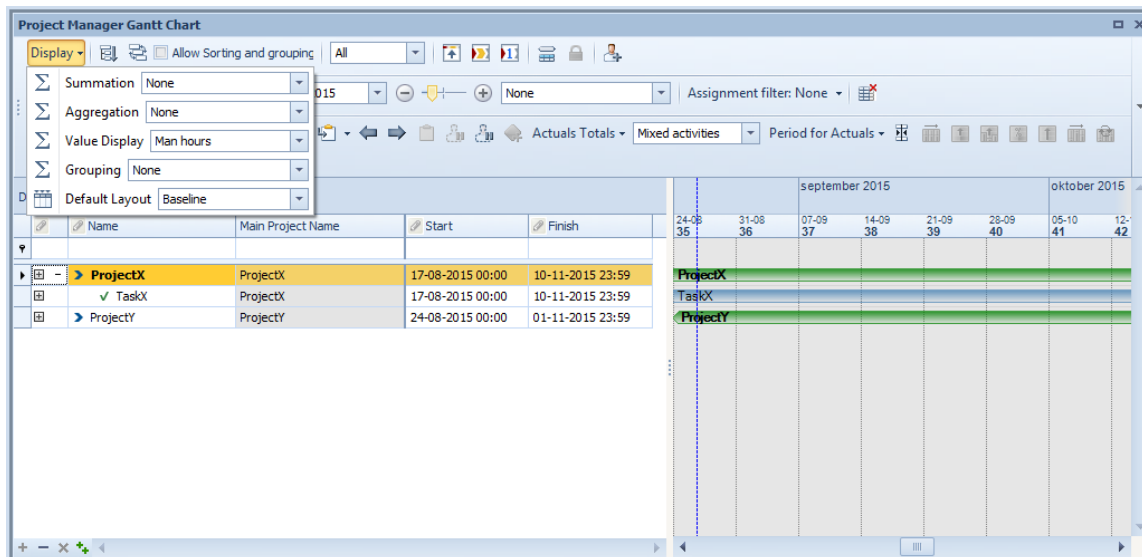 Project Manager Gantt Chart
Display Allow Sorting and grouping All
Summation None
015 None Assignment filter: None
Aggregation None
Value Display Man hours
Actuals Totals Mixed activities Period for Actuals
Grouping None
Default Layout Baseline
D
september 2015 oktober 2015
Name Main Project Name Start Finish
24-08 31-08 07-09 14-09 21-09 28-09 05-10 12-
35 36 37 38 39 40 41 42
ProjectX ProjectX 17-08-2015 00:00 10-11-2015 23:59 ProjectX
TaskX ProjectX 17-08-2015 00:00 10-11-2015 23:59 TaskX
ProjectY ProjectY 24-08-2015 00:00 01-11-2015 23:59 ProjectY